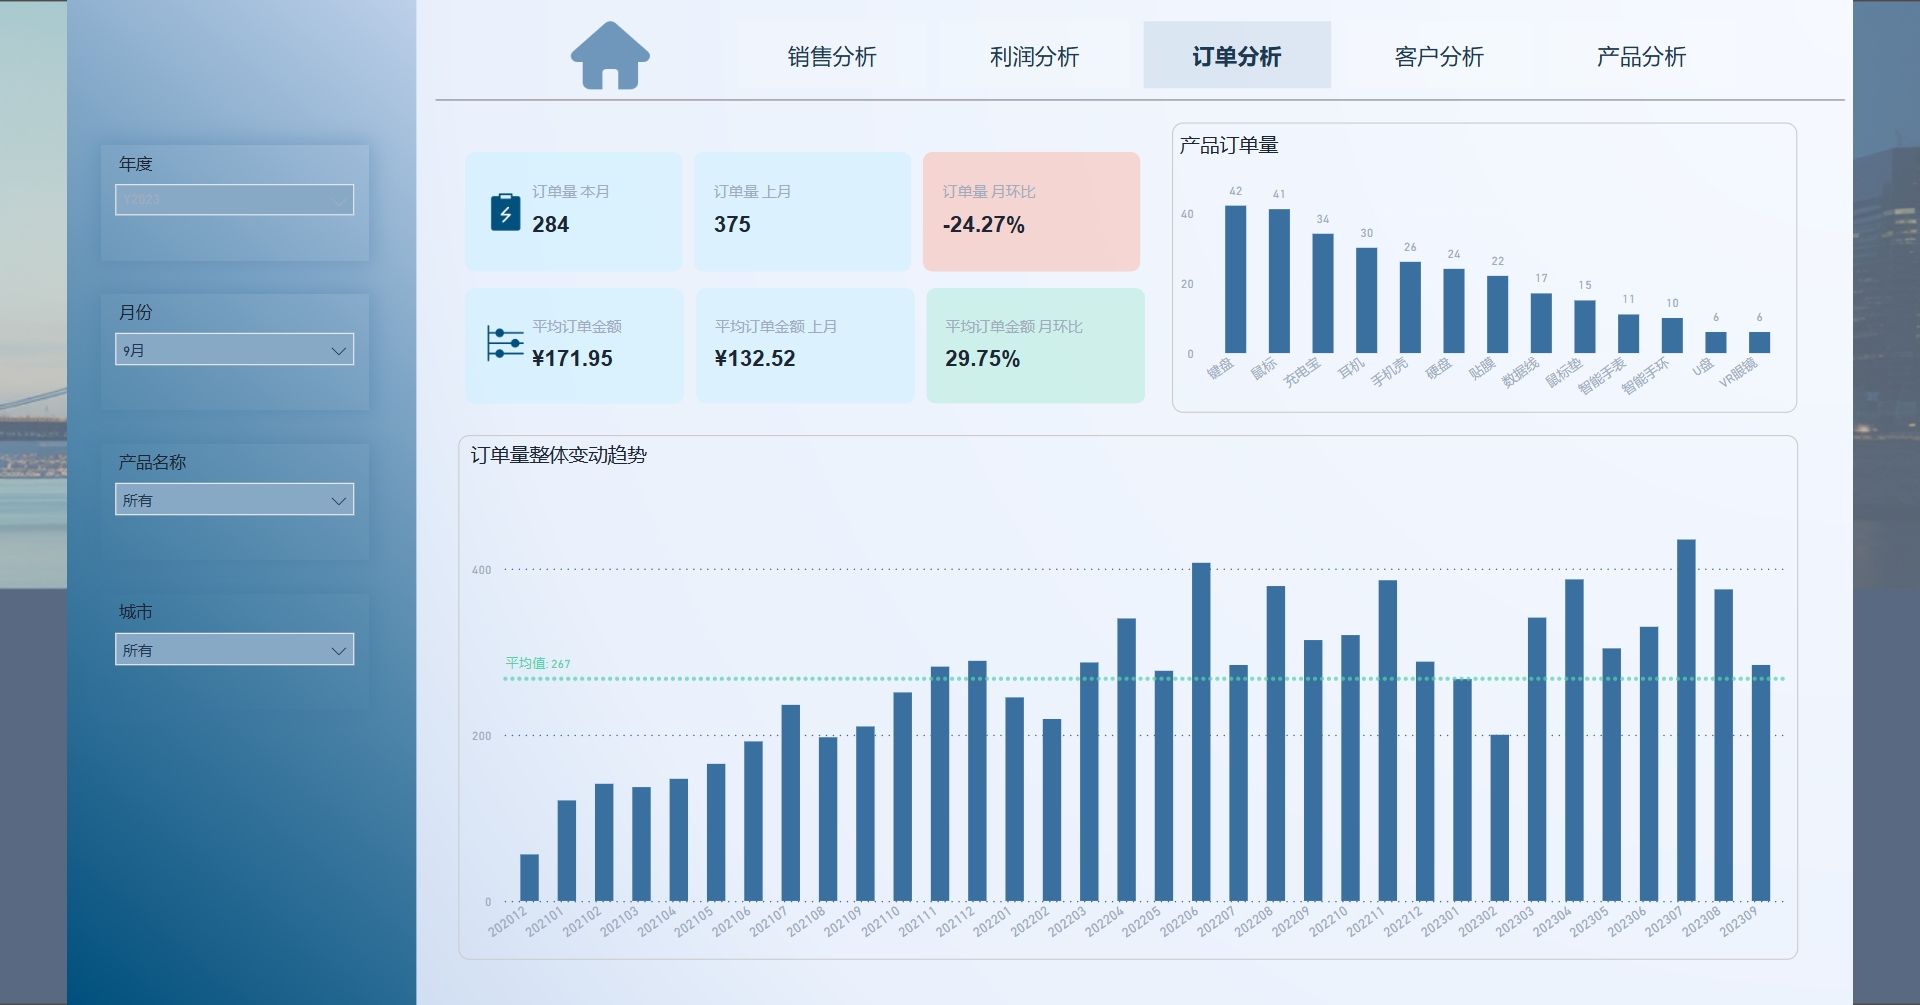 销售分析
利润分析
订单分析
客户分析
产品分析
年度
Y2023
月份
9月
产品名称
所有
城市
所有
订单量 本月
284
订单量 上月
375
订单量 月环比
-24.27%
平均订单金额
¥171.95
平均订单金额 上月
¥132.52
平均订单金额 月环比
29.75%
产品订单量
40
20
0
42
41
34
30
26
24
22
17
15
11
10
6
6
键盘
鼠标
充电宝
耳机
手机壳
硬盘
贴膜
数据线
鼠标垫
智能手表
智能手环
U盘
VR眼镜
订单量整体变动趋势
400
平均值: 267
200
0
202012
202101
202102
202103
202104
202105
202106
202107
202108
202109
202110
202111
202112
202201
202202
202203
202204
202205
202206
202207
202208
202209
202210
202211
202212
202301
202302
202303
202304
202305
202306
202307
202308
202309